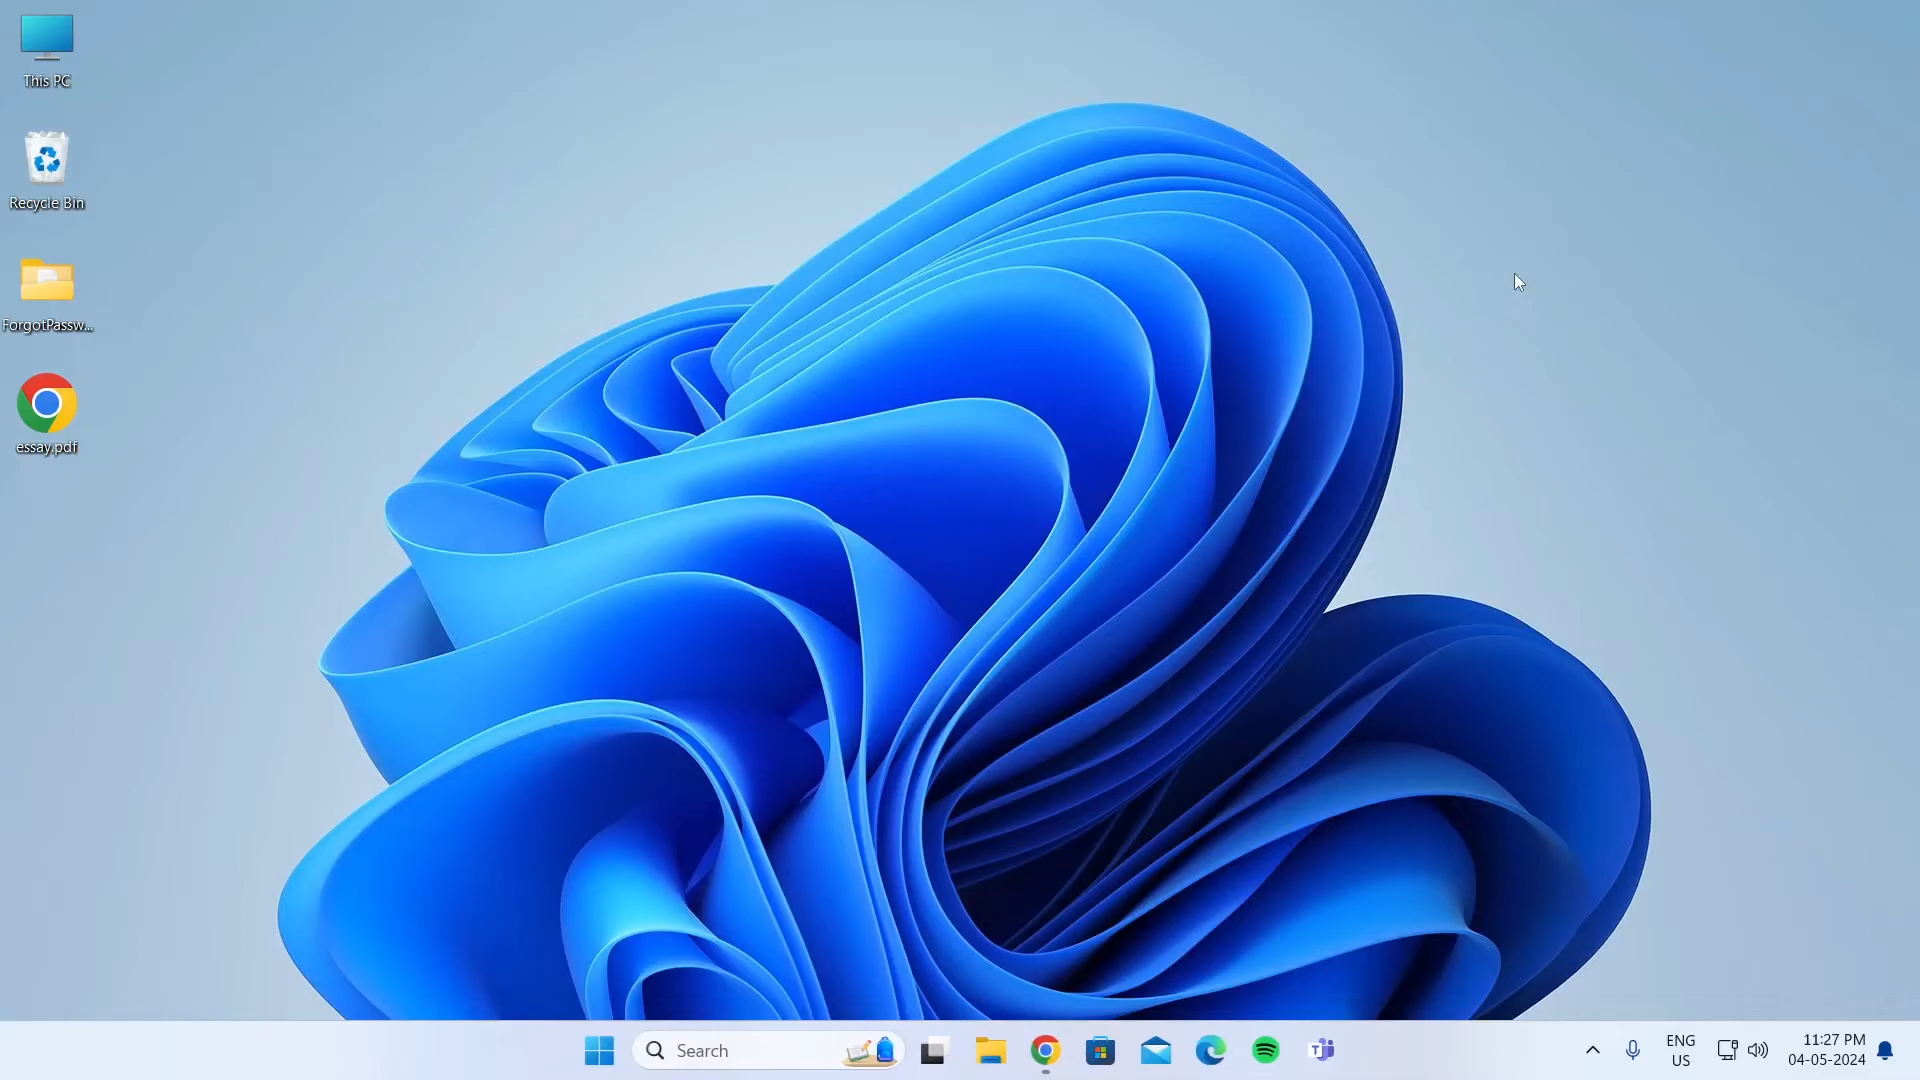 This PC
Recycle Bin
ForgotPassw...
essay.pdf
Search
ENG
US
11:27 PM
04-05-2024